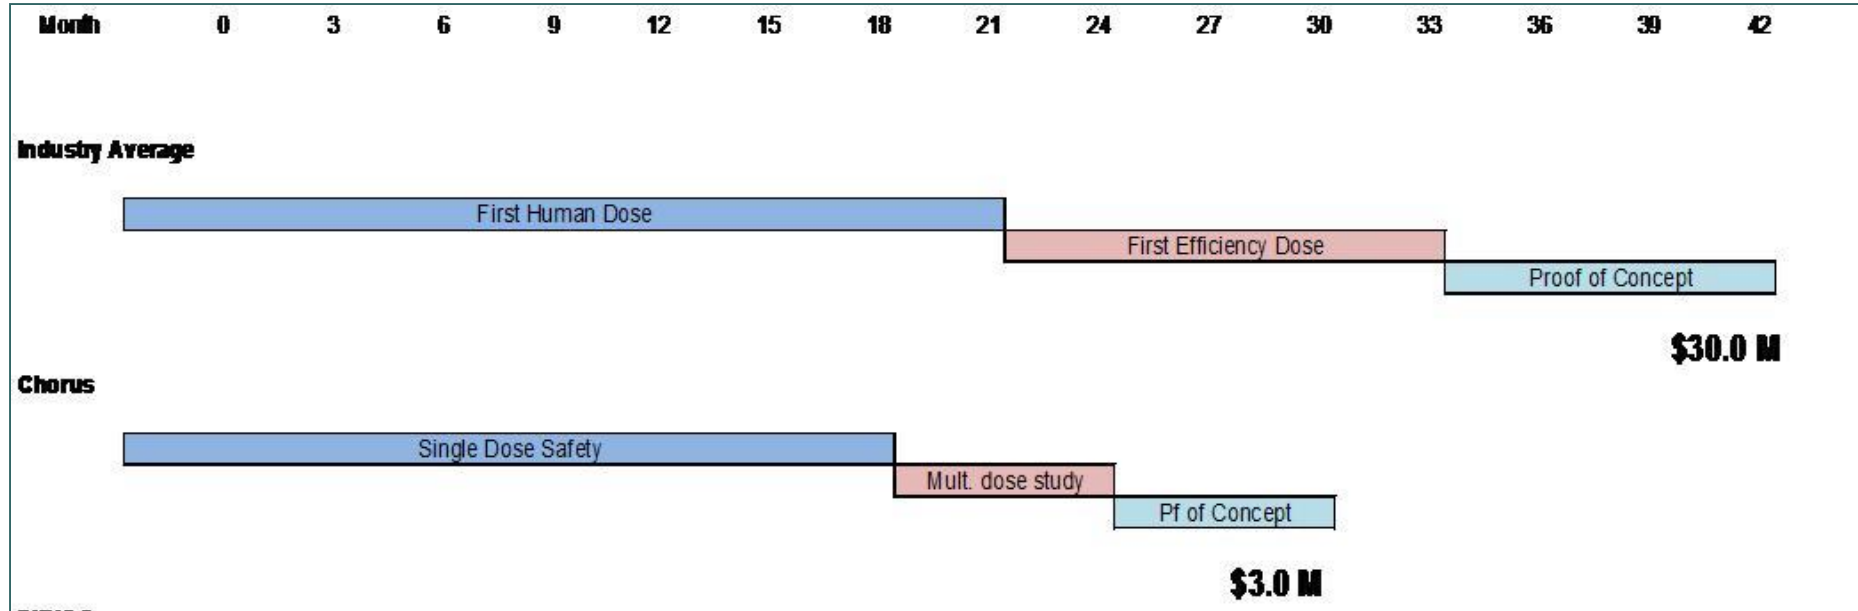 Month 0 3 6 9 12 15 18 21 24 27 30 33 36 39 42
Industry Average
First Human Dose
First Efficiency Dose
Proof of Concept
$30.0 M
Chorus
Single Dose Safety
Mult. dose study
Pf of Concept
$3.0 M